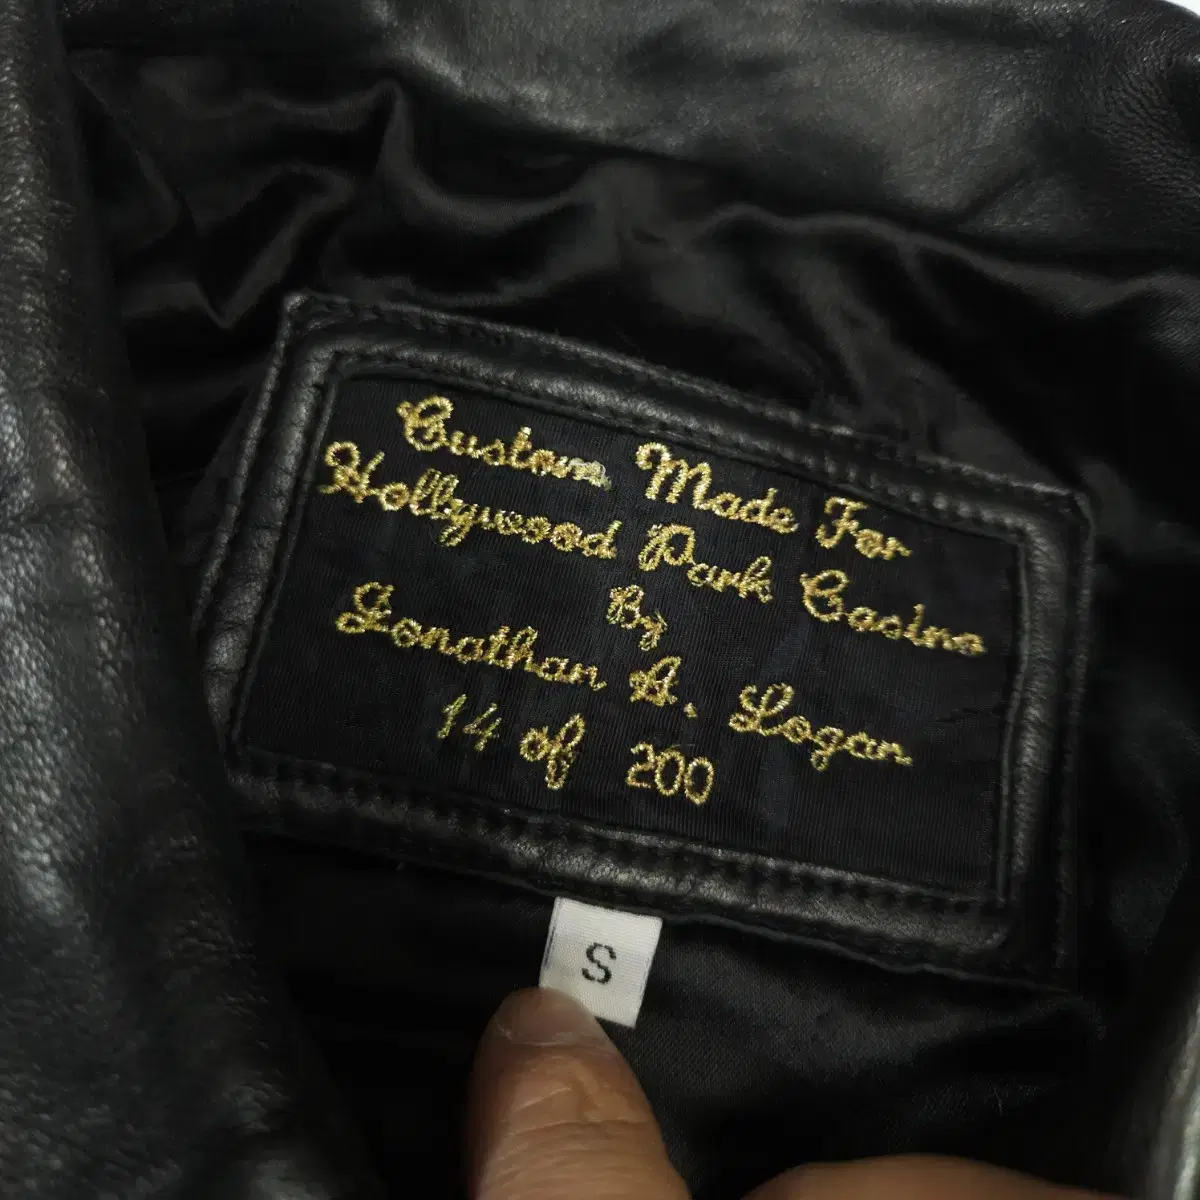 Custom Made For
Hollywood Park Casino
By
Jonathan A. Logan
14 of 200
S